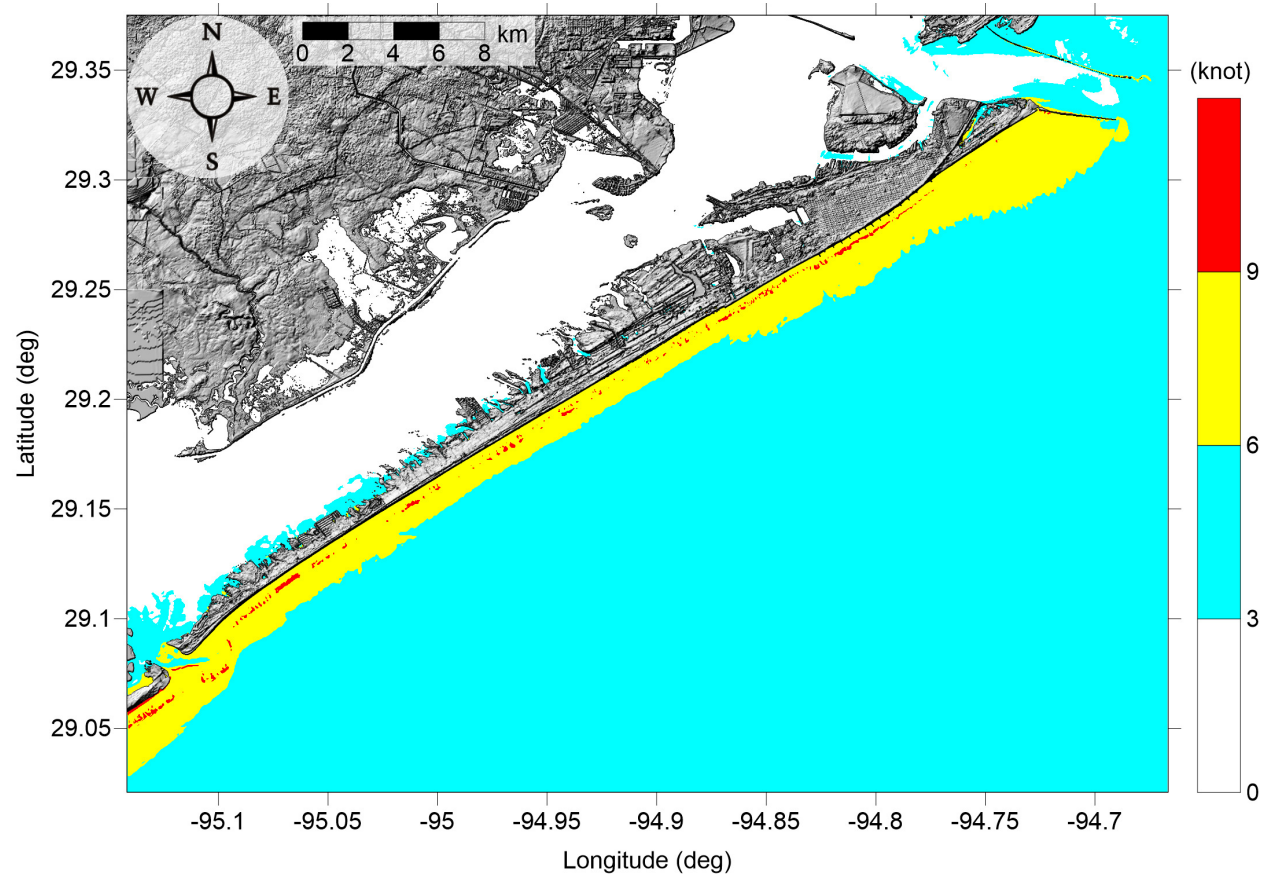 N
W E
S
0 2 4 6 8 km
29.35
29.3
29.25
29.2
29.15
29.1
29.05
Latitude (deg)
-95.1 -95.05 -95 -94.95 -94.9 -94.85 -94.8 -94.75 -94.7
Longitude (deg)
(knot)
9
6
3
0